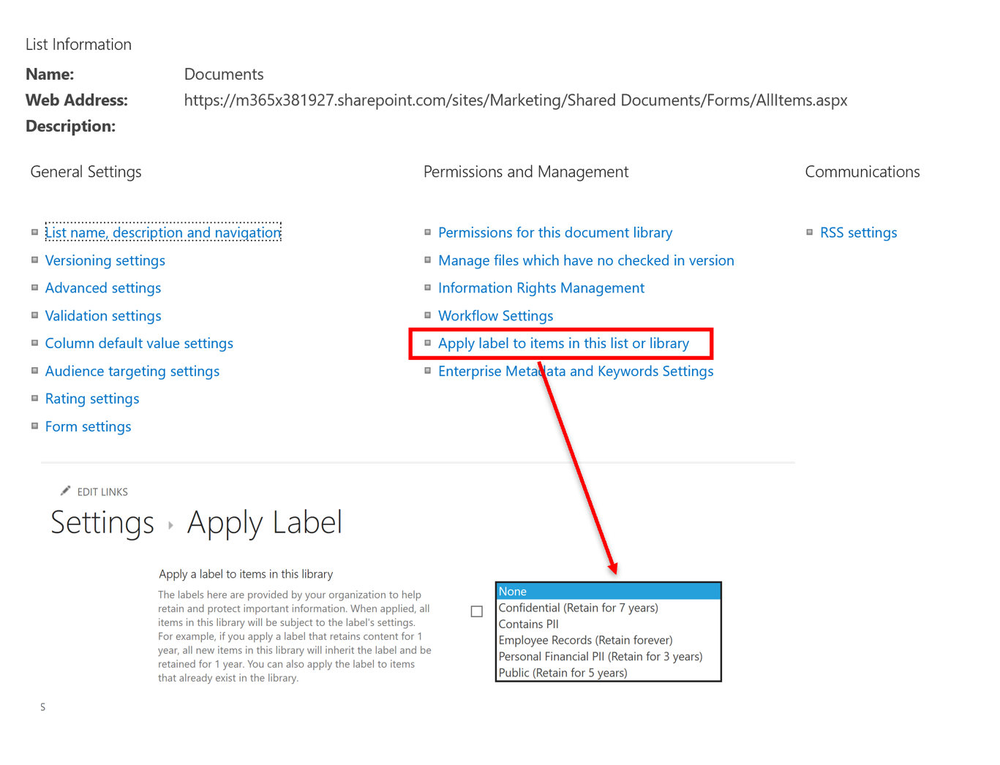 List Information
Name: Documents
Web Address: https://m365x381927.sharepoint.com/sites/Marketing/Shared Documents/Forms/AllItems.aspx
Description:
General Settings
List name, description and navigation
Versioning settings
Advanced settings
Validation settings
Column default value settings
Audience targeting settings
Rating settings
Form settings
Permissions and Management
Permissions for this document library
Manage files which have no checked in version
Information Rights Management
Workflow Settings
Apply label to items in this list or library
Enterprise Metadata and Keywords Settings
Communications
RSS settings
EDIT LINKS
Settings Apply Label
Apply a label to items in this library
The labels here are provided by your organization to help
retain and protect important information. When applied, all
items in this library will be subject to the label's settings.
For example, if you apply a label that retains content for 1
year, all new items in this library will inherit the label and be
retained for 1 year. You can also apply the label to items
that already exist in the library.
None
Confidential (Retain for 7 years)
Contains PII
Employee Records (Retain forever)
Personal Financial PII (Retain for 3 years)
Public (Retain for 5 years)
s